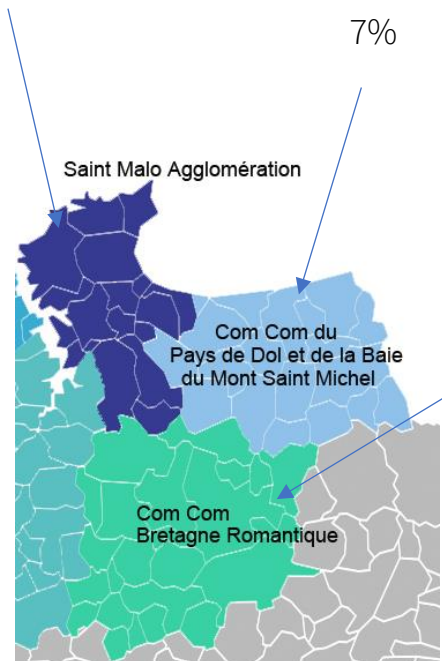 7%
Saint Malo Agglomération
Com Com du
Pays de Dol et de la Baie
du Mont Saint Michel
Com Com
Bretagne Romantique